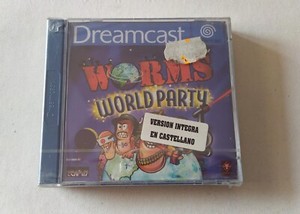 Dreamcast
WORMS
WORLD PARTY
VERSION INTEGRA
EN CASTELLANO